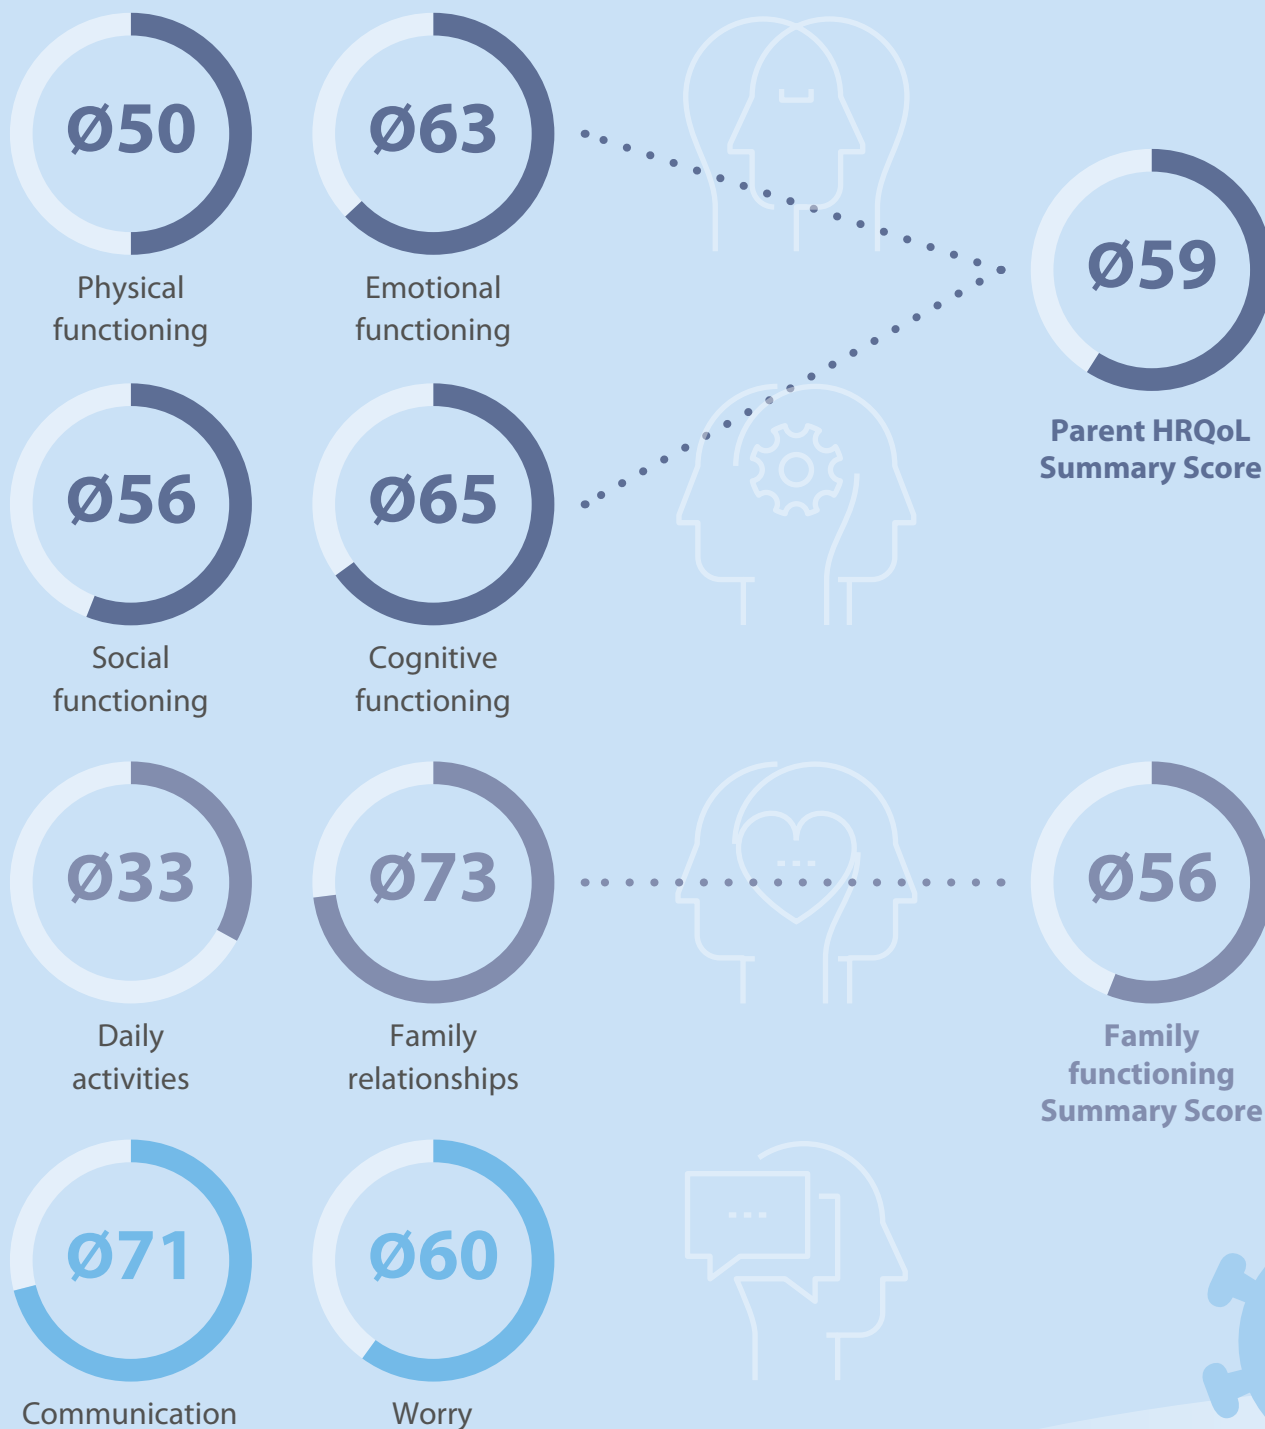 Ø50
Physical
functioning
Ø63
Emotional
functioning
Ø59
Parent HRQoL
Summary Score
Ø56
Social
functioning
Ø65
Cognitive
functioning
Ø33
Daily
activities
Ø73
Family
relationships
Ø56
Family
functioning
Summary Score
Ø71
Communication
Ø60
Worry